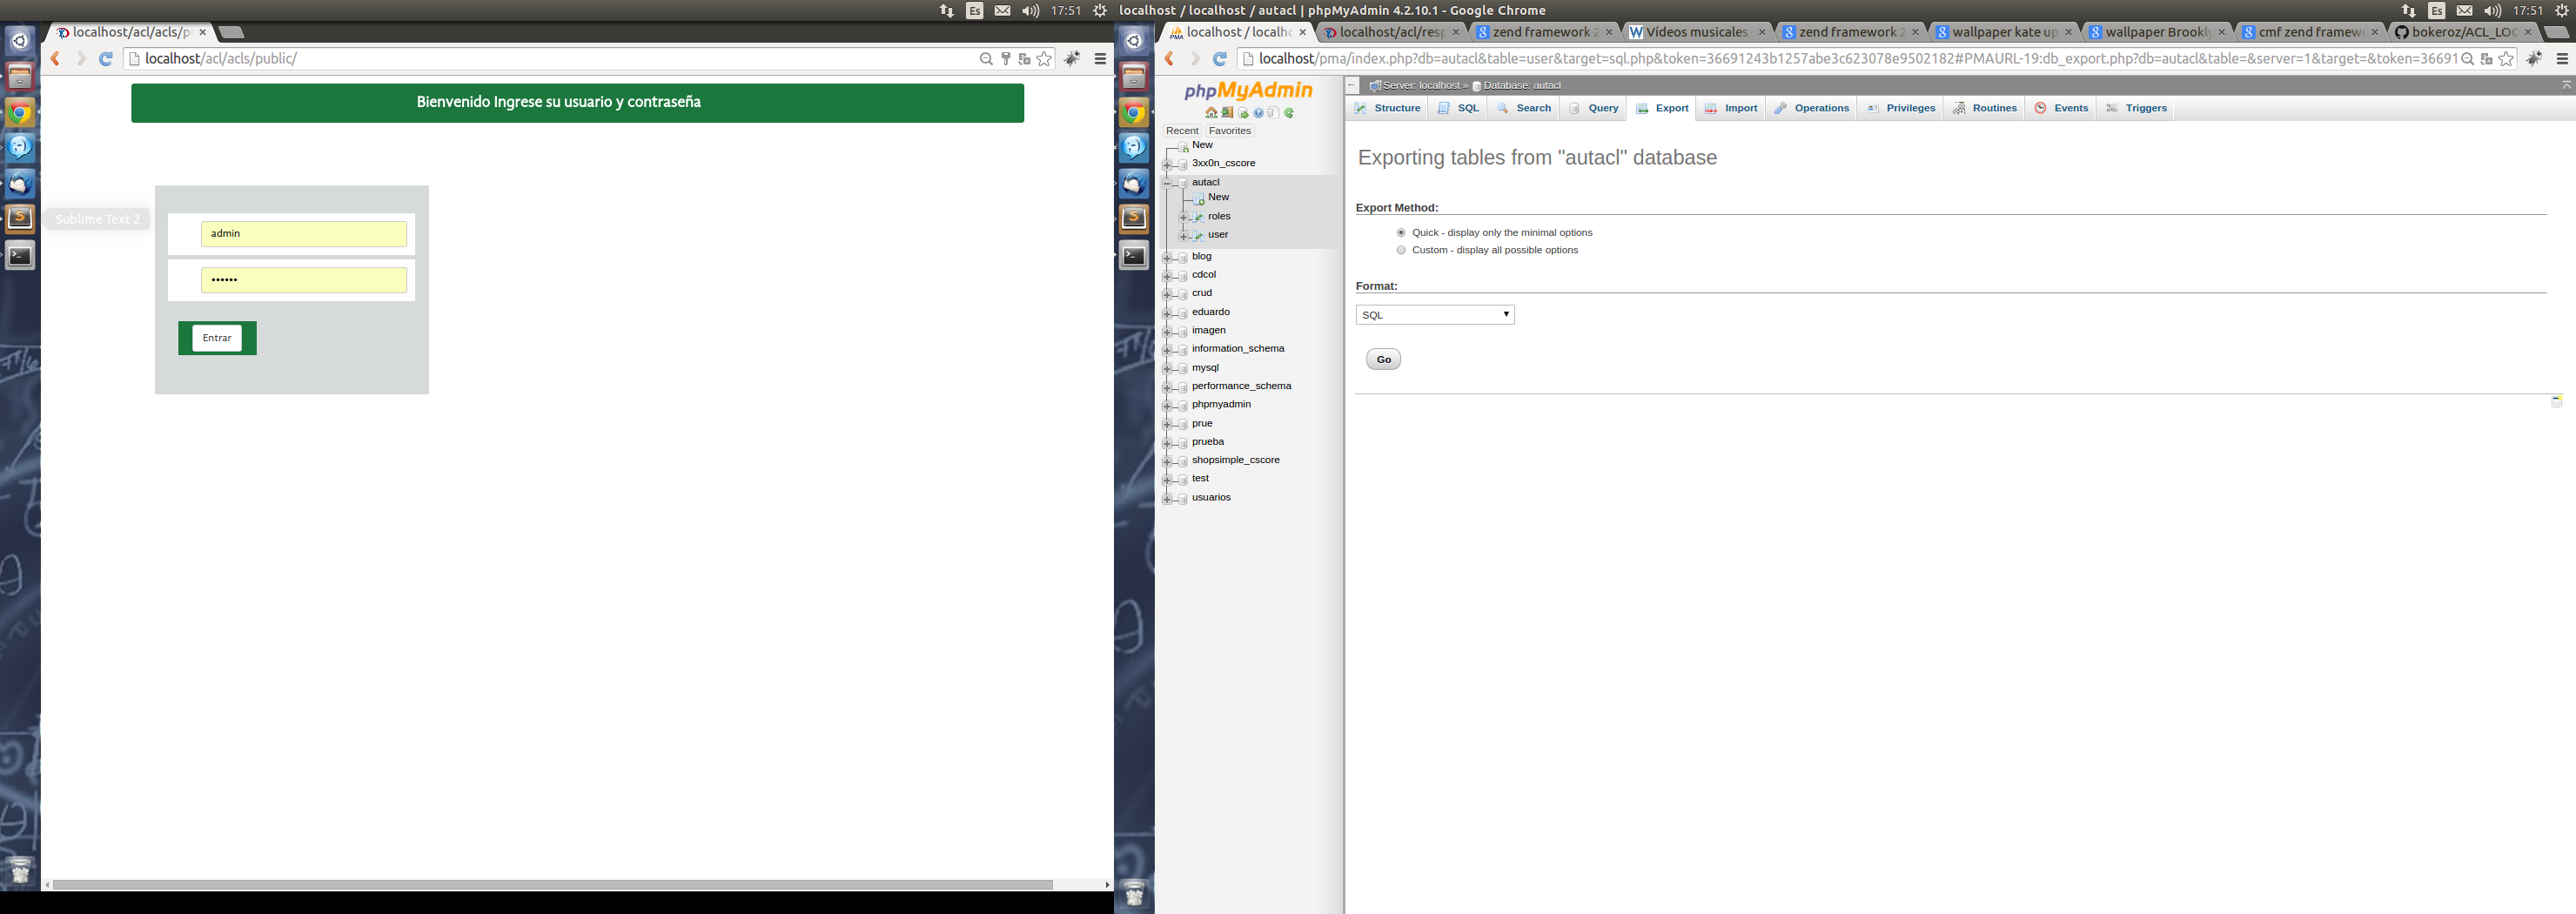 Es
17:51
localhost/acl/acls/p
localhost/acl/acls/public/
Bienvenido Ingrese su usuario y contraseña
Sublime Text 2
admin
••••••
Entrar
localhost / localhost / autacl | phpMyAdmin 4.2.10.1 - Google Chrome
Es
17:51
localhost / localh
localhost/acl/resp
zend framework 2
Vídeos musicales
zend framework 2
wallpaper kate up
wallpaper Brookly
cmf zend framew
bokeroz/ACL_LO
localhost/pma/index.php?db=autacl&table=user&target=sql.php&token=36691243b1257abe3c623078e9502182#PMAURL-19:db_export.php?db=autacl&table=&server=1&target=&token=36691
phpMyAdmin
Recent
Favorites
New
3xx0n_cscore
autacl
New
roles
user
blog
cdcol
crud
eduardo
imagen
information_schema
mysql
performance_schema
phpmyadmin
prue
prueba
shopsimple_cscore
test
usuarios
Server: localhost » Database: autacl
Structure
SQL
Search
Query
Export
Import
Operations
Privileges
Routines
Events
Triggers
Exporting tables from "autacl" database
Export Method:
Quick - display only the minimal options
Custom - display all possible options
Format:
SQL
Go